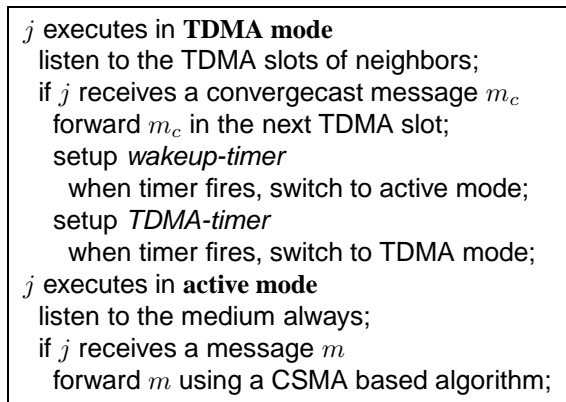 j executes in TDMA mode
listen to the TDMA slots of neighbors;
if j receives a convergecast message m_c
forward m_c in the next TDMA slot;
setup wakeup-timer
when timer fires, switch to active mode;
setup TDMA-timer
when timer fires, switch to TDMA mode;
j executes in active mode
listen to the medium always;
if j receives a message m
forward m using a CSMA based algorithm;